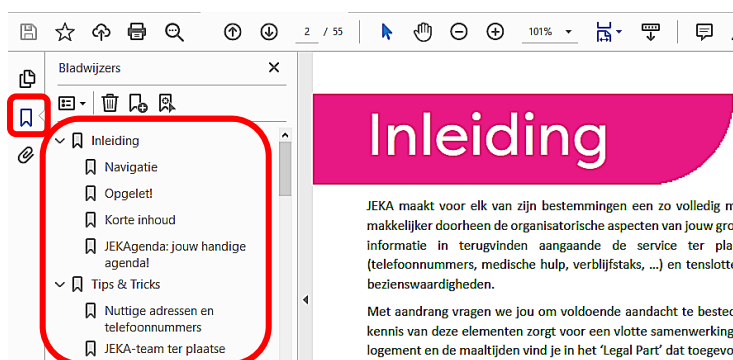 2 / 55
101%
Bladwijzers
Inleiding
Navigatie
Opgelet!
Korte inhoud
JEKAgenda: jouw handige
agenda!
Tips & Tricks
Nuttige adressen en
telefoonnummers
JEKA-team ter plaatse
Inleiding
JEKA maakt voor elk van zijn bestemmingen een zo volledig
makkelijker doorheen de organisatorische aspecten van jouw
informatie in terugvinden aangaande de service ter
(telefoonnummers, medische hulp, verblijfstaks, ...) en tenslotte
bezienswaardigheden.
Met aandrang vragen we jou om voldoende aandacht te
kennis van deze elementen zorgt voor een vlotte samenwerking
logement en de maaltijden vind je in het 'Legal Part' dat